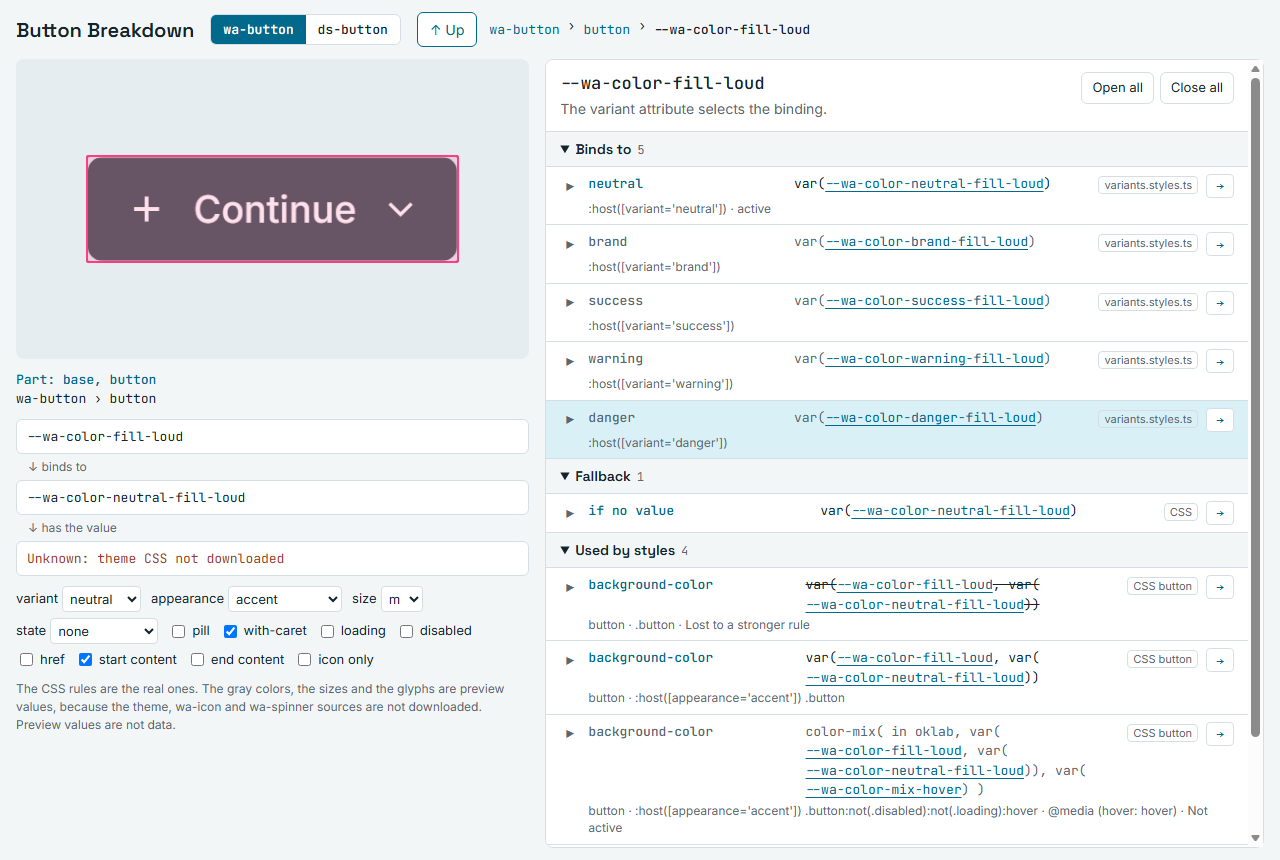 Button Breakdown
wa-button ds-button
↑ Up
wa-button › button › --wa-color-fill-loud
+ Continue
Part: base, button
wa-button › button
--wa-color-fill-loud
↓ binds to
--wa-color-neutral-fill-loud
↓ has the value
Unknown: theme CSS not downloaded
variant neutral appearance accent size m
state none pill with-caret loading disabled
href start content end content icon only
The CSS rules are the real ones. The gray colors, the sizes and the glyphs are preview
values, because the theme, wa-icon and wa-spinner sources are not downloaded.
Preview values are not data.
--wa-color-fill-loud
Open all Close all
The variant attribute selects the binding.
▼ Binds to 5
▶ neutral var(--wa-color-neutral-fill-loud) variants.styles.ts →
:host([variant='neutral']) · active
▶ brand var(--wa-color-brand-fill-loud) variants.styles.ts →
:host([variant='brand'])
▶ success var(--wa-color-success-fill-loud) variants.styles.ts →
:host([variant='success'])
▶ warning var(--wa-color-warning-fill-loud) variants.styles.ts →
:host([variant='warning'])
▶ danger var(--wa-color-danger-fill-loud) variants.styles.ts →
:host([variant='danger'])
▼ Fallback 1
▶ if no value var(--wa-color-neutral-fill-loud) CSS →
▼ Used by styles 4
▶ background-color var(--wa-color-fill-loud, var( CSS button →
--wa-color-neutral-fill-loud))
button · .button · Lost to a stronger rule
▶ background-color var(--wa-color-fill-loud, var( CSS button →
--wa-color-neutral-fill-loud))
button · :host([appearance='accent']) .button
▶ background-color color-mix( in oklab, var( CSS button →
--wa-color-fill-loud, var(
--wa-color-neutral-fill-loud)), var(
--wa-color-mix-hover) )
button · :host([appearance='accent']) .button:not(.disabled):not(.loading):hover · @media (hover: hover) · Not
active